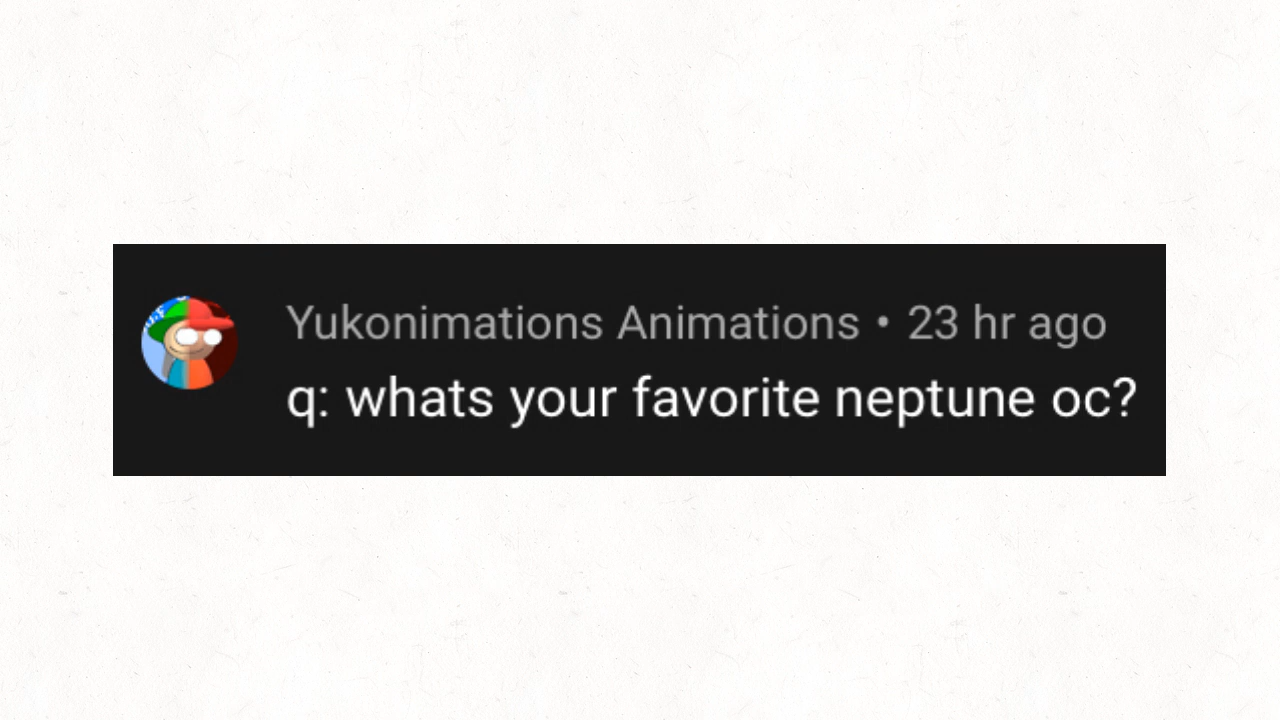 Yukonimations Animations • 23 hr ago
q: whats your favorite neptune oc?